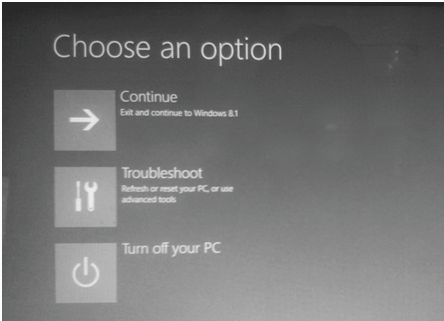 Choose an option
Continue
Exit and continue to Windows 8.1
Troubleshoot
Refresh or reset your PC, or use
advanced tools
Turn off your PC